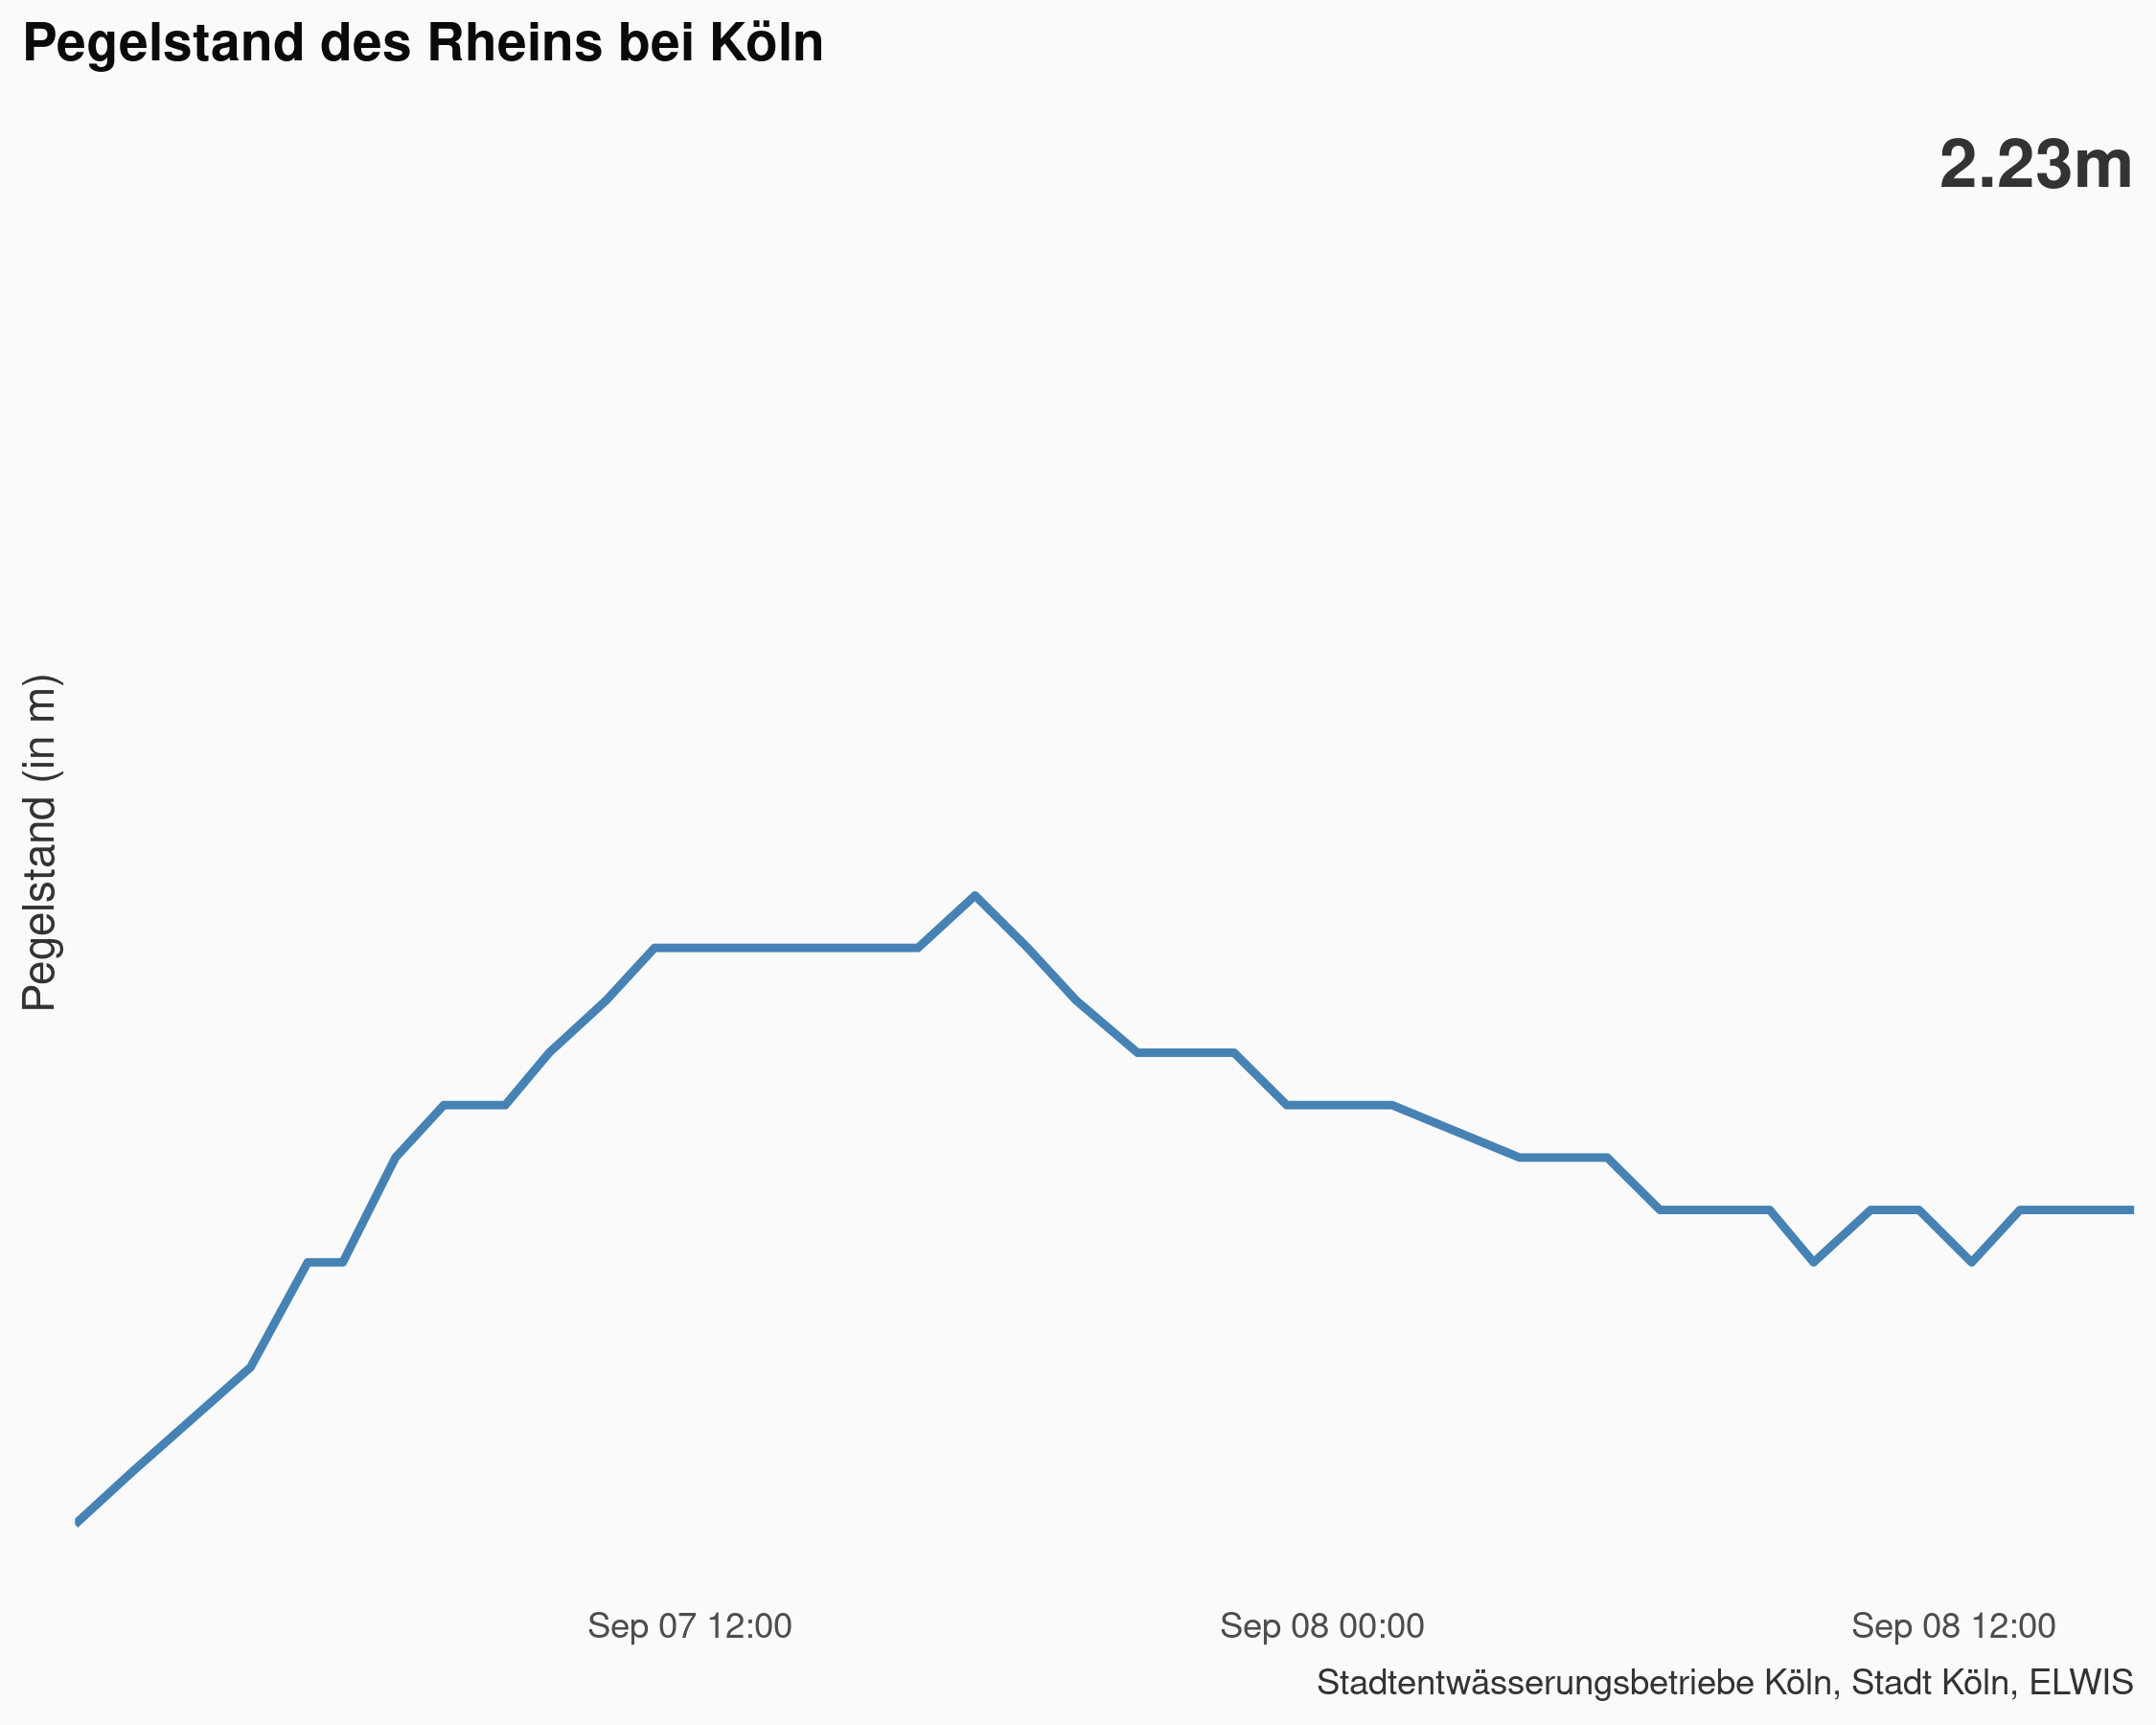 Pegelstand des Rheins bei Köln
2.23m
Pegelstand (in m)
Sep 07 12:00
Sep 08 00:00
Sep 08 12:00
Stadtentwässerungsbetriebe Köln, Stadt Köln, ELWIS